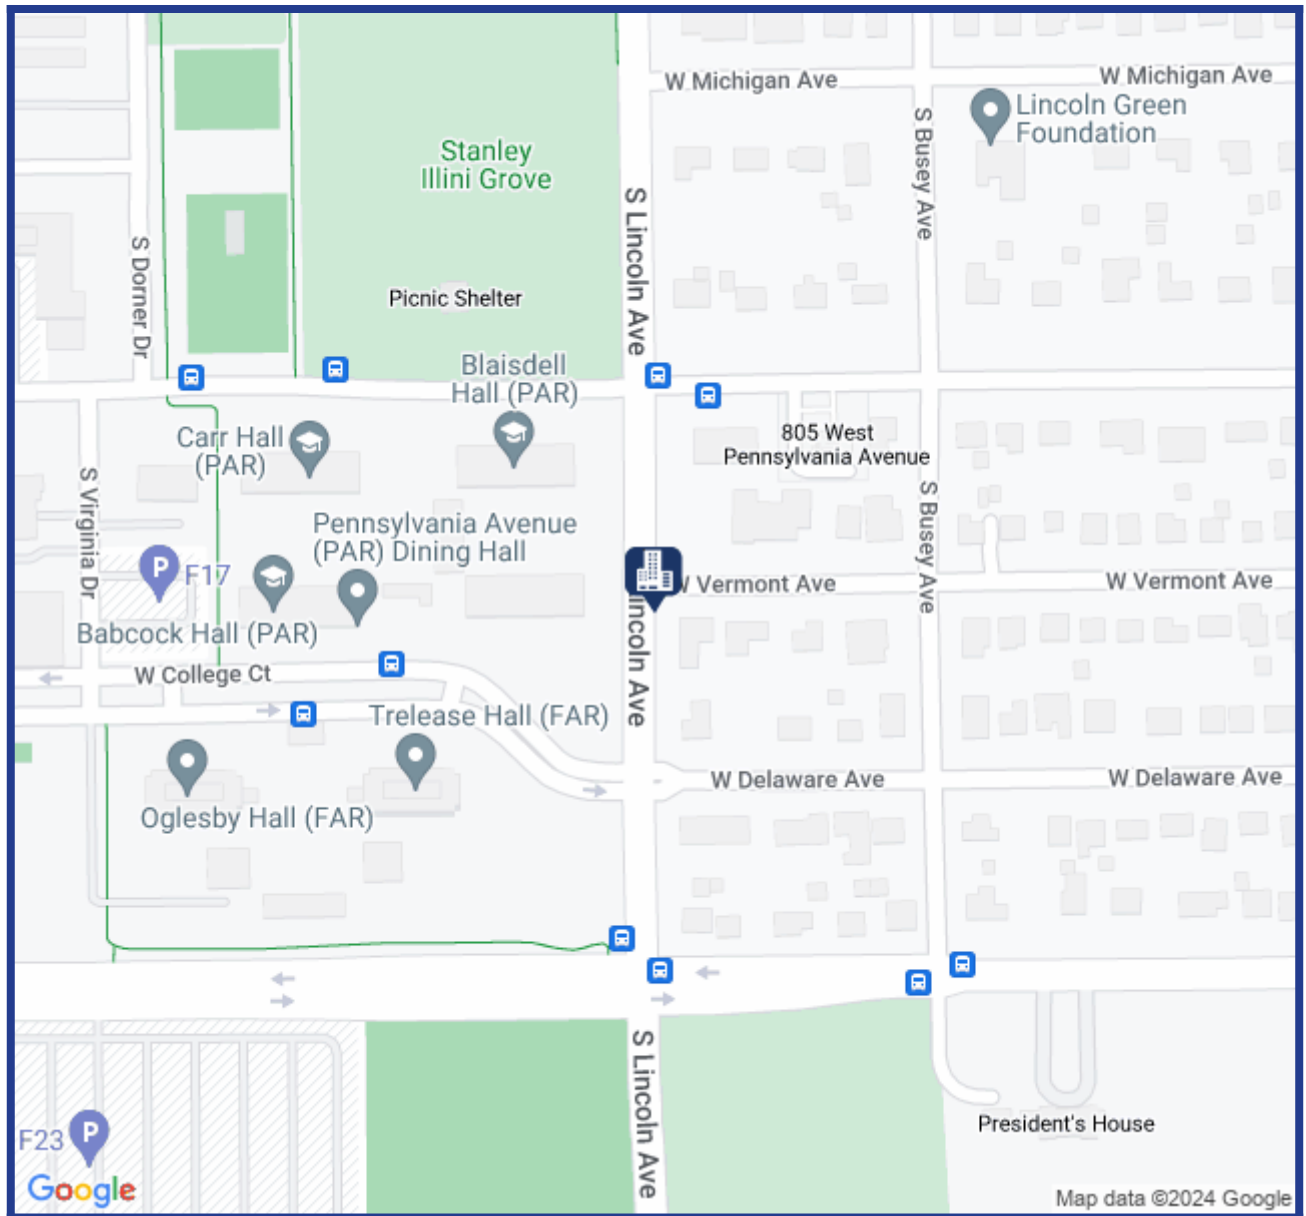 W Michigan Ave
W Michigan Ave
Lincoln Green
Foundation
S Busey Ave
Stanley
Illini Grove
S Lincoln Ave
S Dorner Dr
Picnic Shelter
Blaisdell
Hall (PAR)
Carr Hall
(PAR)
805 West
Pennsylvania Avenue
S Virginia Dr
S Busey Ave
Pennsylvania Avenue
(PAR) Dining Hall
P
F17
W Vermont Ave
W Vermont Ave
Babcock Hall (PAR)
incoln Ave
W College Ct
Trelease Hall (FAR)
W Delaware Ave
W Delaware Ave
Oglesby Hall (FAR)
S Lincoln Ave
President's House
F23
P
Google
Map data ©2024 Google